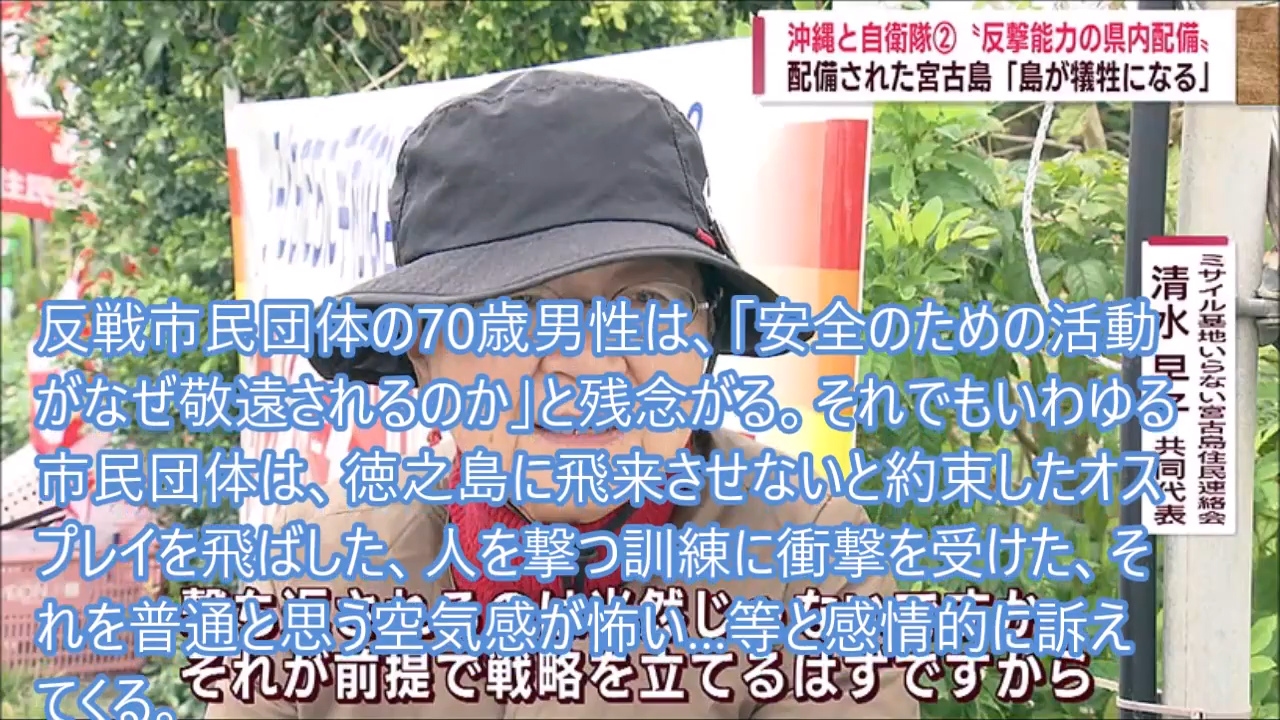 沖縄と自衛隊② 〝反撃能力の県内配備〟
配備された宮古島「島が犠牲になる」
ミサイル基地いらない宮古島住民連絡会
清水 早子 共同代表
反戦市民団体の70歳男性は、「安全のための活動
がなぜ敬遠されるのか」と残念がる。それでもいわゆる
市民団体は、徳之島に飛来させないと約束したオス
プレイを飛ばした、人を撃つ訓練に衝撃を受けた、そ
れを普通と思う空気感が怖い...等と感情的に訴え
てくる。
それが前提で戦略を立てるはずですから